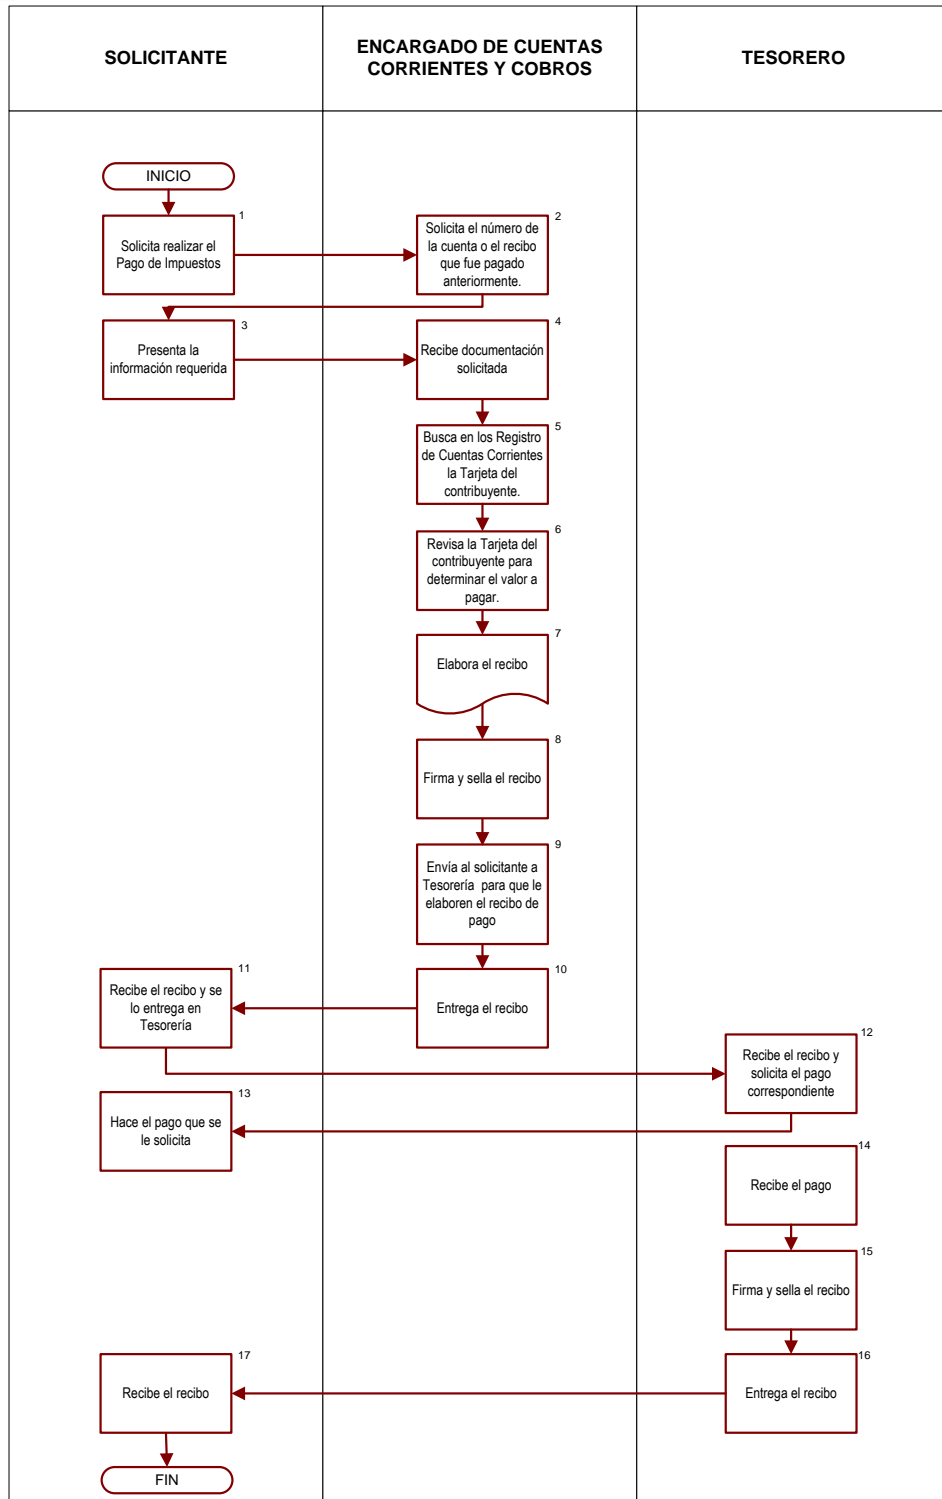 SOLICITANTE
ENCARGADO DE CUENTAS
CORRIENTES Y COBROS
TESORERO
INICIO
1
Solicita realizar el
Pago de Impuestos
2
Solicita el número de
la cuenta o el recibo
que fue pagado
anteriormente.
3
Presenta la
información requerida
4
Recibe documentación
solicitada
5
Busca en los Registro
de Cuentas Corrientes
la Tarjeta del
contribuyente.
6
Revisa la Tarjeta del
contribuyente para
determinar el valor a
pagar.
7
Elabora el recibo
8
Firma y sella el recibo
9
Envía al solicitante a
Tesorería para que le
elaboren el recibo de
pago
10
Entrega el recibo
11
Recibe el recibo y se
lo entrega en
Tesorería
12
Recibe el recibo y
solicita el pago
correspondiente
13
Hace el pago que se
le solicita
14
Recibe el pago
15
Firma y sella el recibo
16
Entrega el recibo
17
Recibe el recibo
FIN